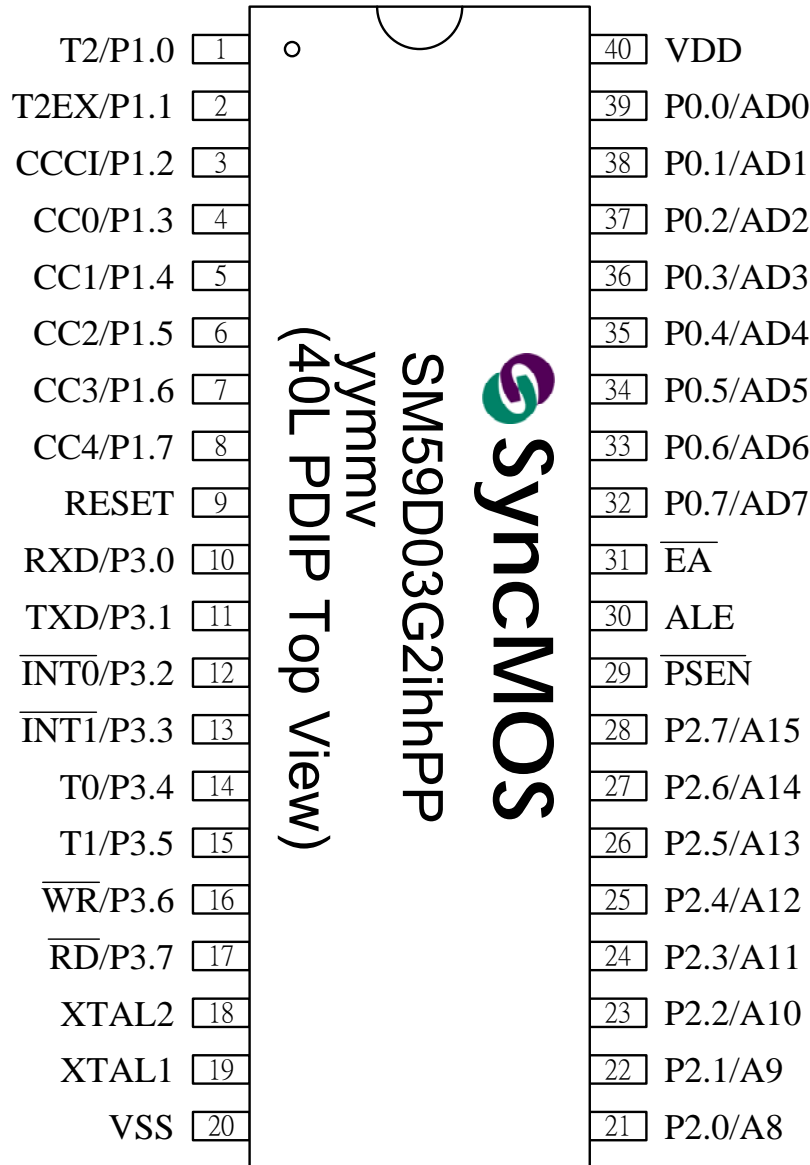 T2/P1.0 1 40 VDD
T2EX/P1.1 2 39 P0.0/AD0
CCCI/P1.2 3 38 P0.1/AD1
CC0/P1.3 4 37 P0.2/AD2
CC1/P1.4 5 36 P0.3/AD3
CC2/P1.5 6 35 P0.4/AD4
CC3/P1.6 7 34 P0.5/AD5
CC4/P1.7 8 33 P0.6/AD6
RESET 9 32 P0.7/AD7
RXD/P3.0 10 31 E̅A̅
TXD/P3.1 11 30 ALE
I̅N̅T̅0̅/P3.2 12 29 P̅S̅E̅N̅
I̅N̅T̅1̅/P3.3 13 28 P2.7/A15
T0/P3.4 14 27 P2.6/A14
T1/P3.5 15 26 P2.5/A13
W̅R̅/P3.6 16 25 P2.4/A12
R̅D̅/P3.7 17 24 P2.3/A11
XTAL2 18 23 P2.2/A10
XTAL1 19 22 P2.1/A9
VSS 20 21 P2.0/A8
SyncMOS
SM59D03G2ihhPP
yymmv
(40L PDIP Top View)